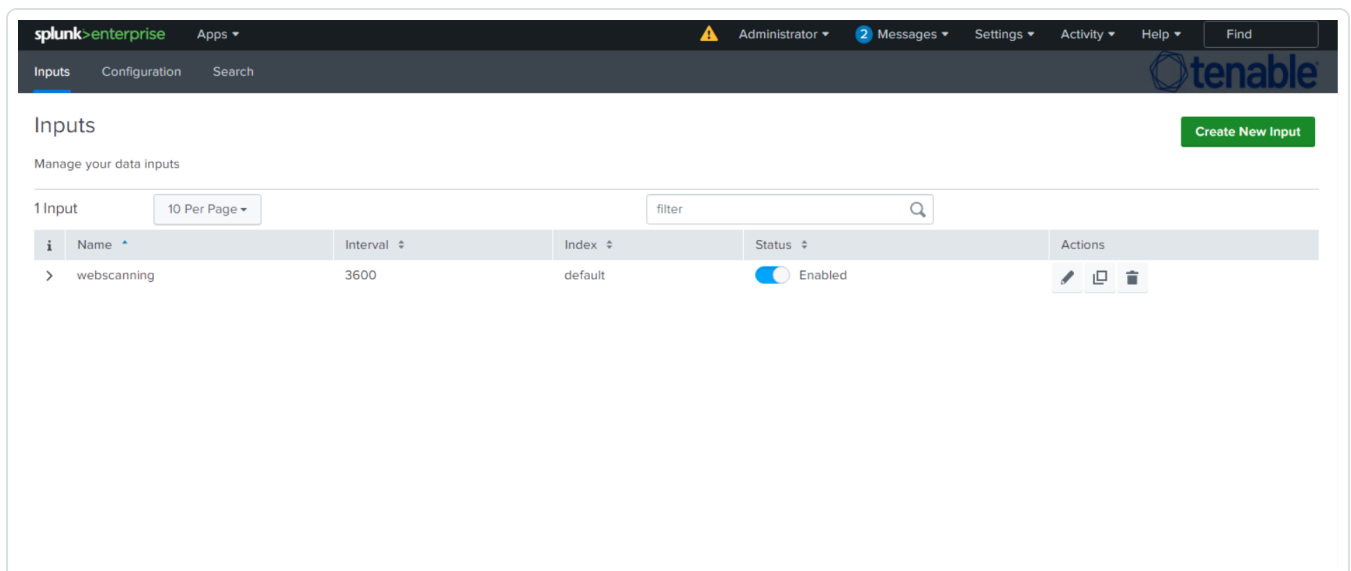 splunk>enterprise Apps Administrator 2 Messages Settings Activity Help Find
Inputs Configuration Search tenable
Inputs
Create New Input
Manage your data inputs
1 Input 10 Per Page filter
i Name Interval Index Status Actions
webscanning 3600 default Enabled